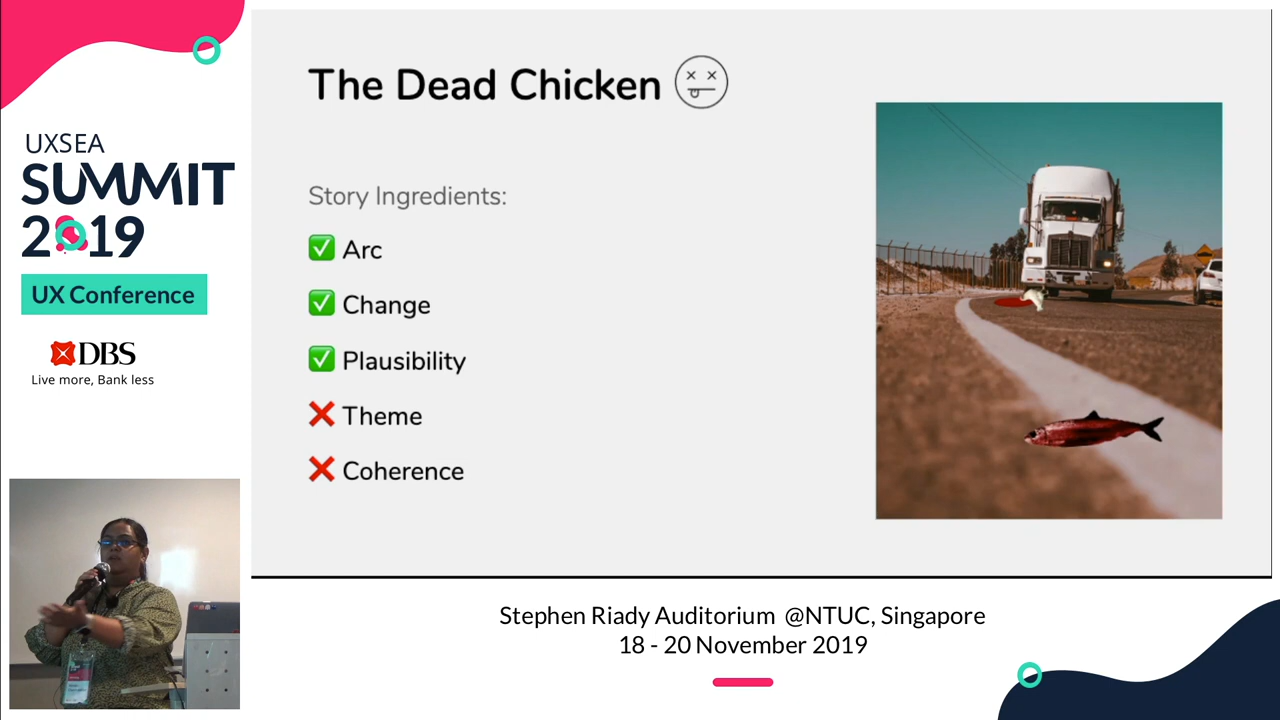 UXSEA
SUMMIT
2019
UX Conference
DBS
Live more, Bank less
The Dead Chicken
Story Ingredients:
✅ Arc
✅ Change
✅ Plausibility
❌ Theme
❌ Coherence
Stephen Riady Auditorium @NTUC, Singapore
18 - 20 November 2019